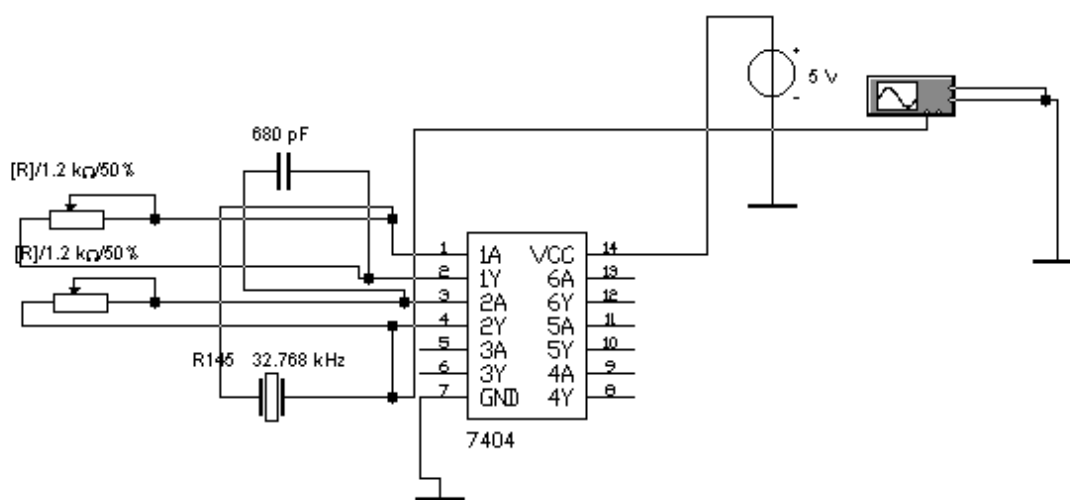 +
5 V
-
680 pF
[R]/1.2 kΩ/50%
[R]/1.2 kΩ/50%
1 1A VCC 14
2 1Y 6A 13
3 2A 6Y 12
4 2Y 5A 11
5 3A 5Y 10
6 3Y 4A 9
7 GND 4Y 8
R145 32.768 kHz
7404